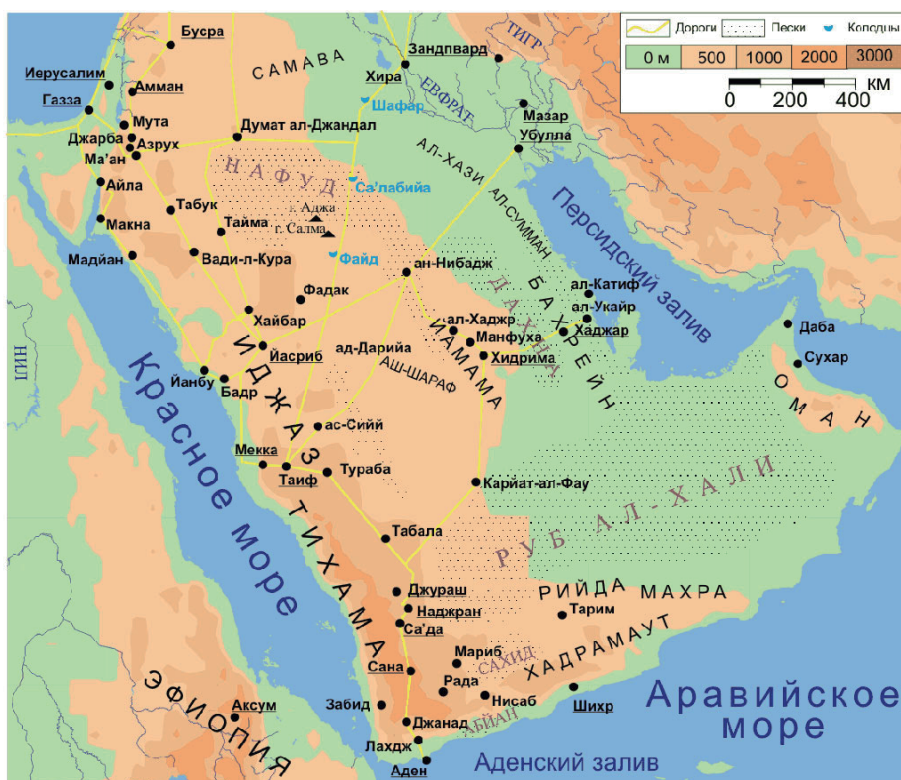 Дороги
Пески
Колодцы
0 м 500 1000 2000 3000
0 200 400 КМ
Бусра
САМАВА
Зандпвард
ТИГР
Иерусалим
Амман
Хира
ЕВФРАТ
Газза
Шафар
Мазар
Мута
Думат ал-Джандал
Убулла
Джарба
Азрух
Ма'ан
АЛ-ХАЗИ
НАФУД
Айла
Са'лабийа
АЛ-СУММАН
Персидский залив
Табук
г. Аджа
Макна
Тайма
г. Салма
Мадйан
Вади-л-Кура
Файд
ан-Нибадж
ДАХНА
БАХРЕЙН
ал-Катиф
Фадак
ал-Укайр
Хайбар
ал-Хаджр
Хаджар
Даба
НИЛ
ХИДЖАЗ
Манфуха
ЙАМАМА
Йасриб
ад-Дарийа
Хидрима
Сухар
Йанбу
Бадр
АШ-ШАРАФ
ОМАН
Красное море
ас-Сийй
Мекка
Таиф
Тураба
Карйат-ал-Фау
РУБ АЛ-ХАЛИ
ТИХАМА
Табала
Джураш
РИЙДА
МАХРА
Наджран
Тарим
Са'да
Мариб
САХИД
ХАДРАМАУТ
Сана
Рада
Нисаб
Шихр
Аравийское
море
ЭФИОПИЯ
Аксум
Забид
Джанад
АБЙАН
Лахдж
Аден
Аденский залив